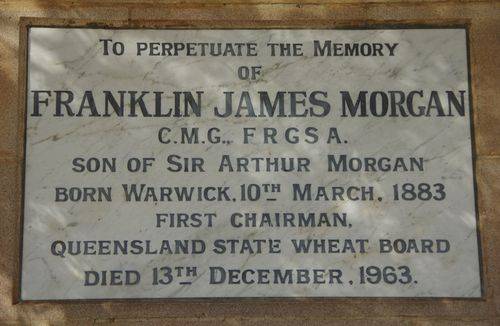 TO PERPETUATE THE MEMORY
OF
FRANKLIN JAMES MORGAN
C.M.G., F R G S A.
SON OF SIR ARTHUR MORGAN
BORN WARWICK, 10TH MARCH, 1883
FIRST CHAIRMAN,
QUEENSLAND STATE WHEAT BOARD
DIED 13TH DECEMBER, 1963.